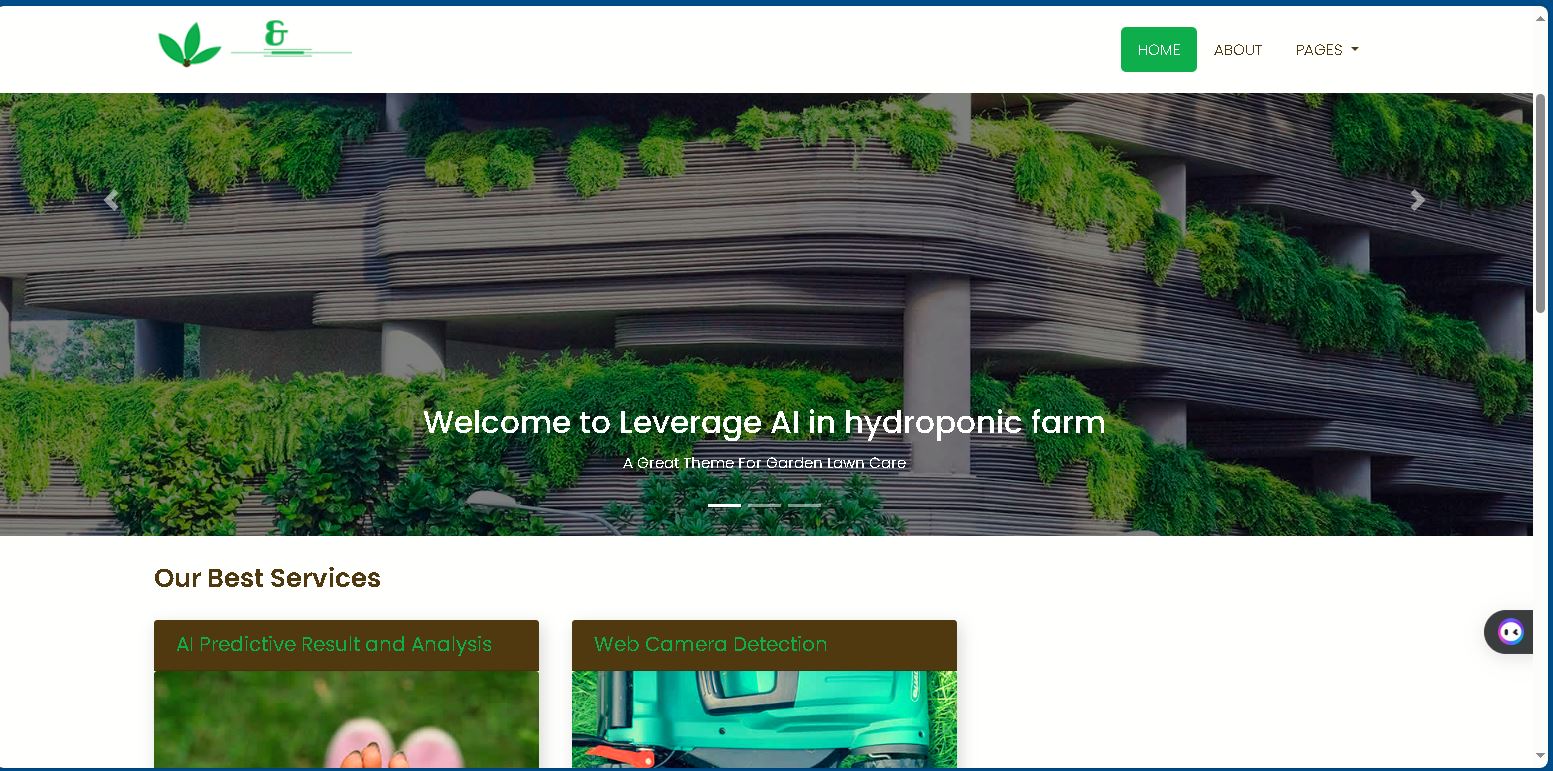 &
HOME ABOUT PAGES
Welcome to Leverage AI in hydroponic farm
A Great Theme For Garden Lawn Care
Our Best Services
AI Predictive Result and Analysis
Web Camera Detection